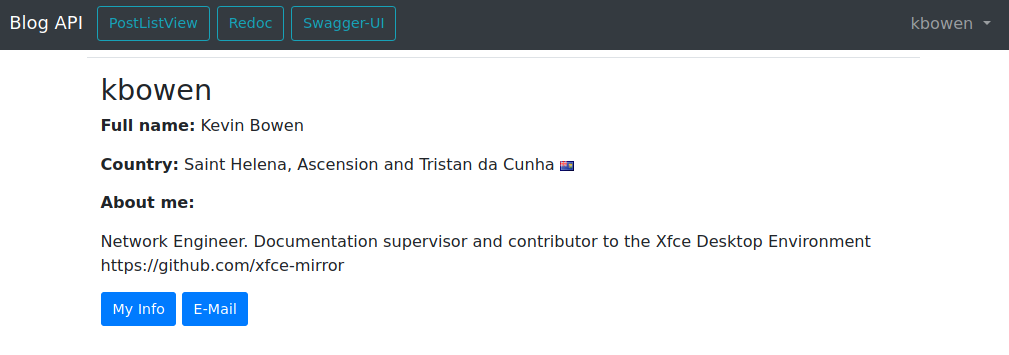 Blog API PostListView Redoc Swagger-UI kbowen
kbowen
Full name: Kevin Bowen
Country: Saint Helena, Ascension and Tristan da Cunha
About me:
Network Engineer. Documentation supervisor and contributor to the Xfce Desktop Environment
https://github.com/xfce-mirror
My Info E-Mail